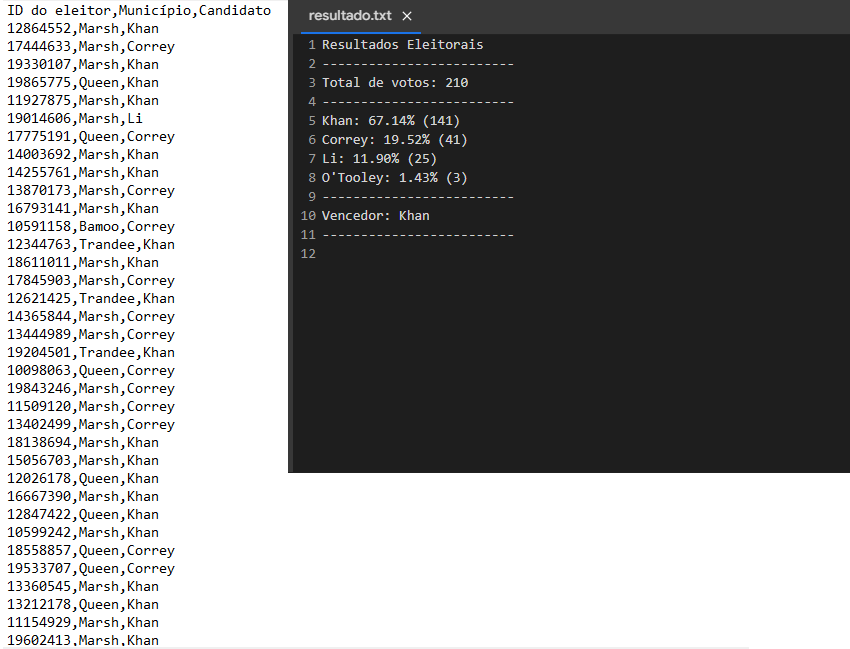 ID do eleitor,Município,Candidato
12864552,Marsh,Khan
17444633,Marsh,Correy
19330107,Marsh,Khan
19865775,Queen,Khan
11927875,Marsh,Khan
19014606,Marsh,Li
17775191,Queen,Correy
14003692,Marsh,Khan
14255761,Marsh,Khan
13870173,Marsh,Correy
16793141,Marsh,Khan
10591158,Bamoo,Correy
12344763,Trandee,Khan
18611011,Marsh,Khan
17845903,Marsh,Correy
12621425,Trandee,Khan
14365844,Marsh,Correy
13444989,Marsh,Correy
19204501,Trandee,Khan
10098063,Queen,Correy
19843246,Marsh,Correy
11509120,Marsh,Correy
13402499,Marsh,Correy
18138694,Marsh,Khan
15056703,Marsh,Khan
12026178,Queen,Khan
16667390,Marsh,Khan
12847422,Queen,Khan
10599242,Marsh,Khan
18558857,Queen,Correy
19533707,Queen,Correy
13360545,Marsh,Khan
13212178,Queen,Khan
11154929,Marsh,Khan
19602413,Marsh,Khan
resultado.txt ×
1 Resultados Eleitorais
2 -------------------------
3 Total de votos: 210
4 -------------------------
5 Khan: 67.14% (141)
6 Correy: 19.52% (41)
7 Li: 11.90% (25)
8 O'Tooley: 1.43% (3)
9 -------------------------
10 Vencedor: Khan
11 -------------------------
12